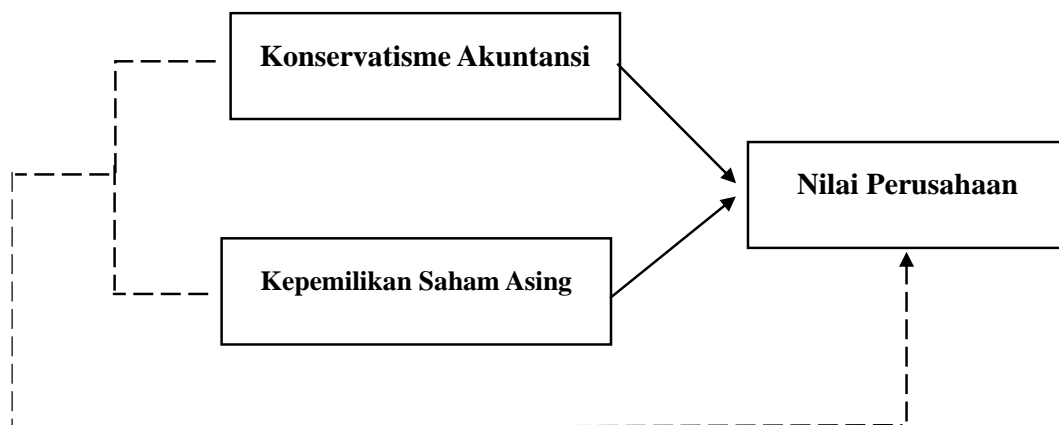 Konservatisme Akuntansi
Nilai Perusahaan
Kepemilikan Saham Asing